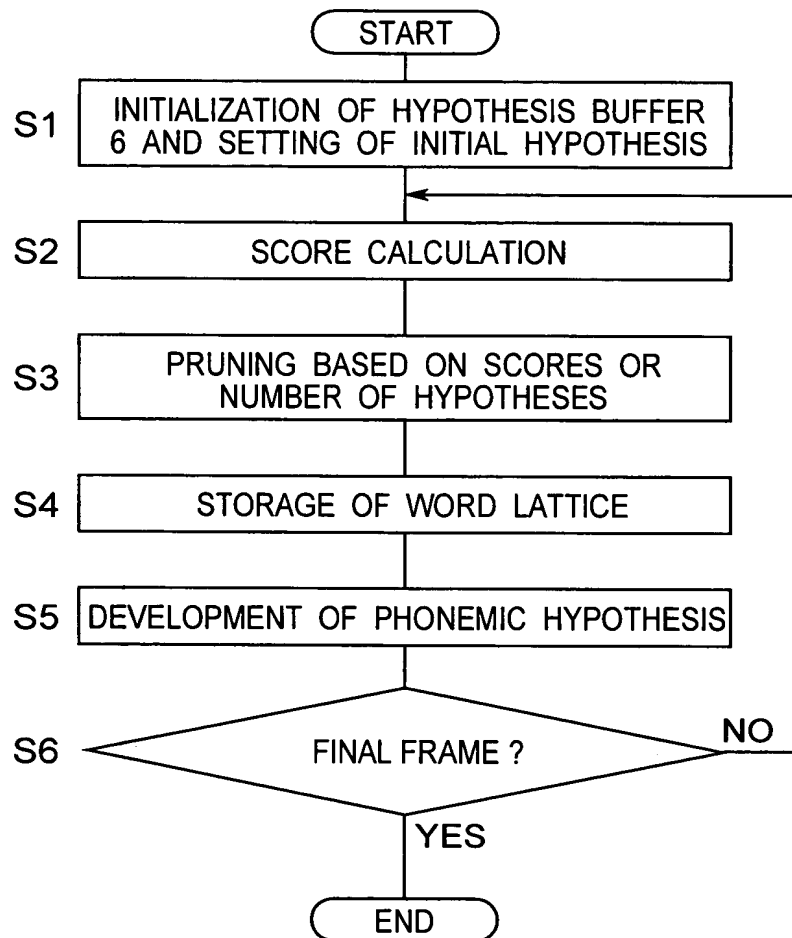 START
S1
INITIALIZATION OF HYPOTHESIS BUFFER
6 AND SETTING OF INITIAL HYPOTHESIS
S2
SCORE CALCULATION
S3
PRUNING BASED ON SCORES OR
NUMBER OF HYPOTHESES
S4
STORAGE OF WORD LATTICE
S5
DEVELOPMENT OF PHONEMIC HYPOTHESIS
S6
FINAL FRAME ?
NO
YES
END